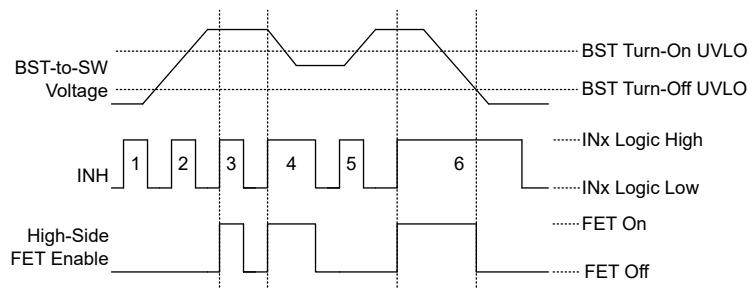 BST Turn-On UVLO
BST-to-SW
Voltage
BST Turn-Off UVLO
INx Logic High
1 2 3 4 5 6
INH
INx Logic Low
FET On
High-Side
FET Enable
FET Off